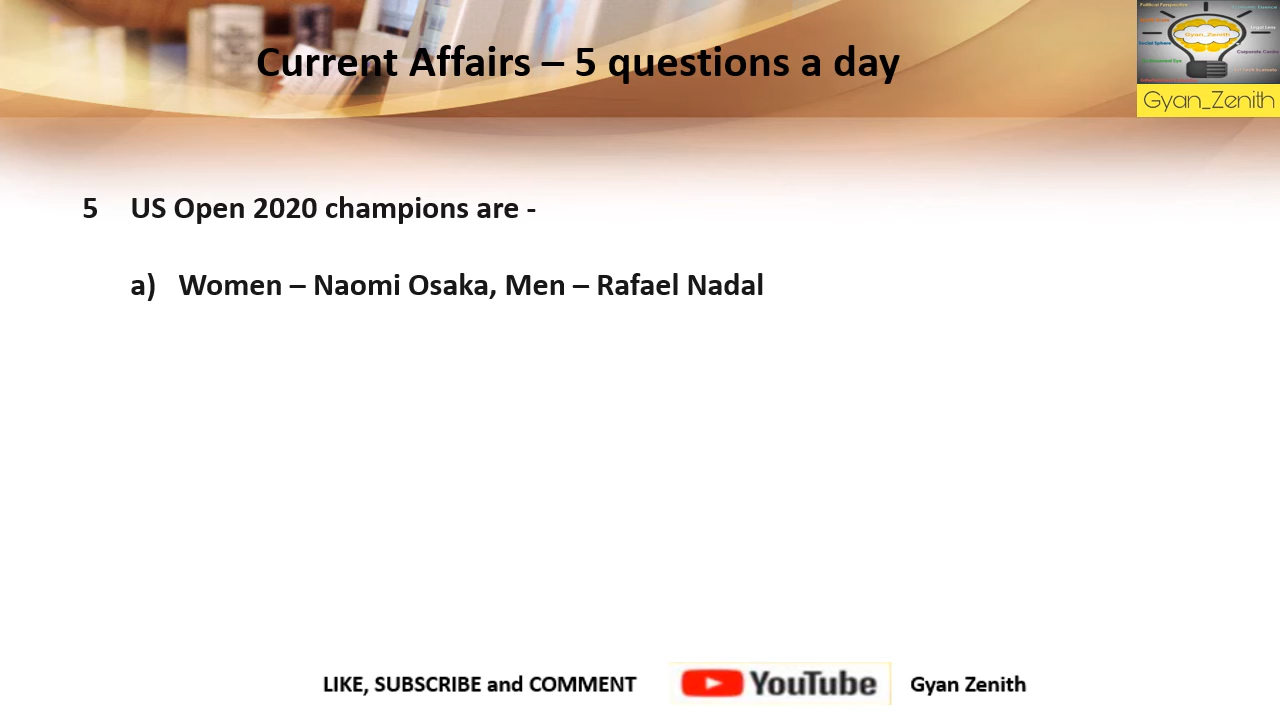 Current Affairs – 5 questions a day
Gyan_Zenith
Gyan_Zenith
5 US Open 2020 champions are -
a) Women – Naomi Osaka, Men – Rafael Nadal
LIKE, SUBSCRIBE and COMMENT YouTube Gyan Zenith